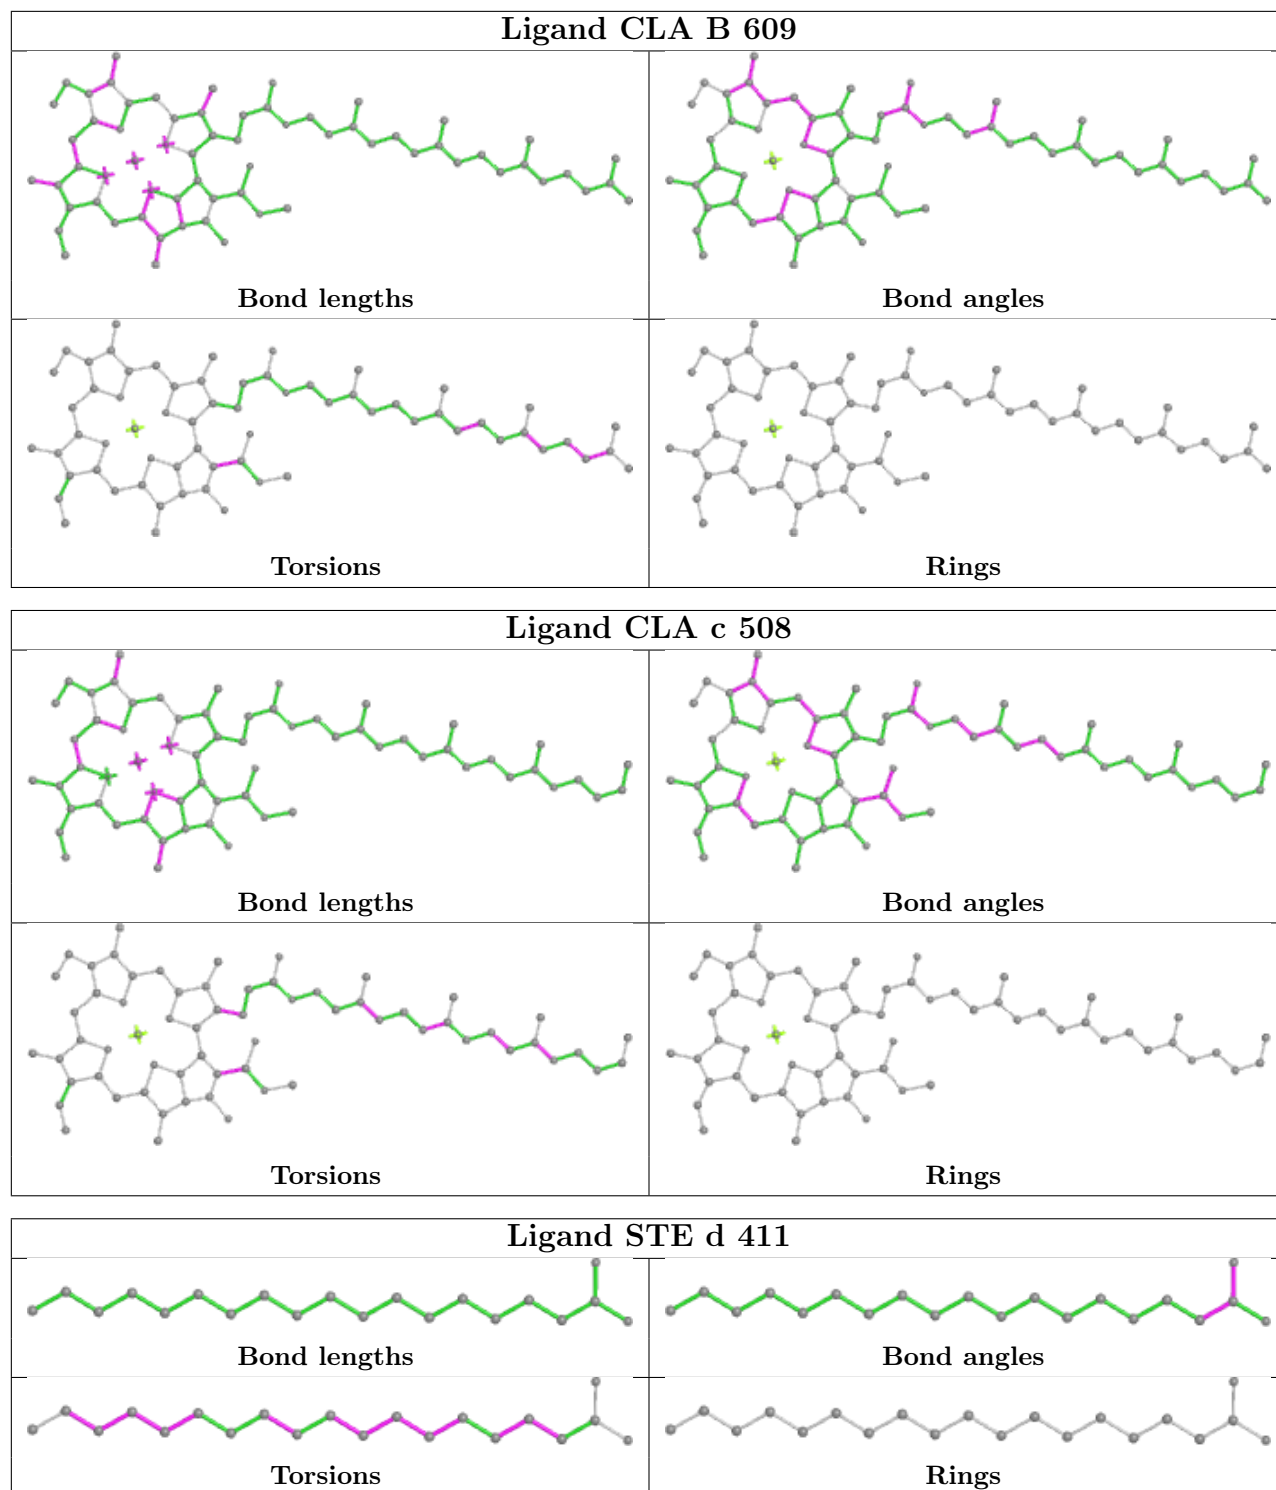 Ligand CLA B 609
Bond lengths
Bond angles
Torsions
Rings
Ligand CLA c 508
Bond lengths
Bond angles
Torsions
Rings
Ligand STE d 411
Bond lengths
Bond angles
Torsions
Rings